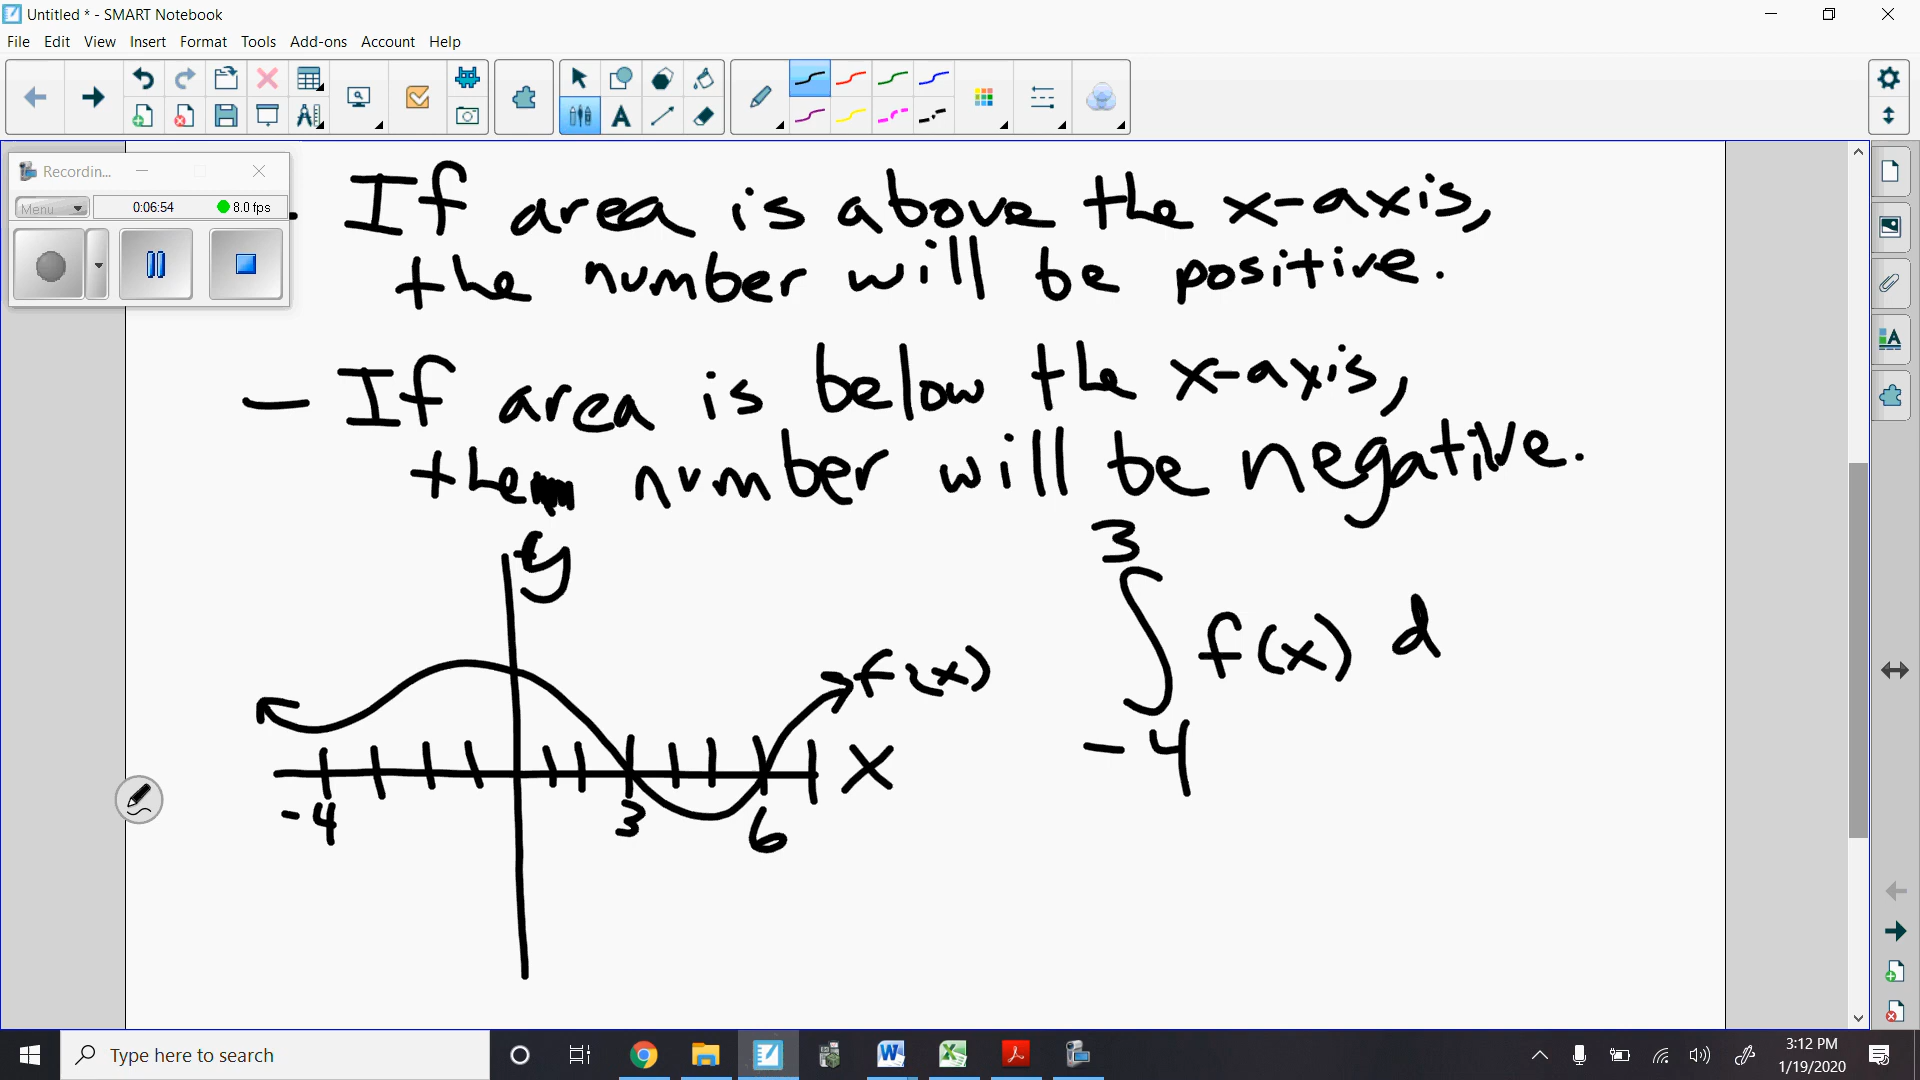 Untitled * - SMART Notebook
File Edit View Insert Format Tools Add-ons Account Help
Recordin...
Menu 0:06:54 8.0 fps
- If area is above the x-axis,
the number will be positive.
- If area is below the x-axis,
the number will be negative.
y
f(x)
x
-4 3 6
3
∫ f(x) d
-4
Type here to search
3:12 PM
1/19/2020